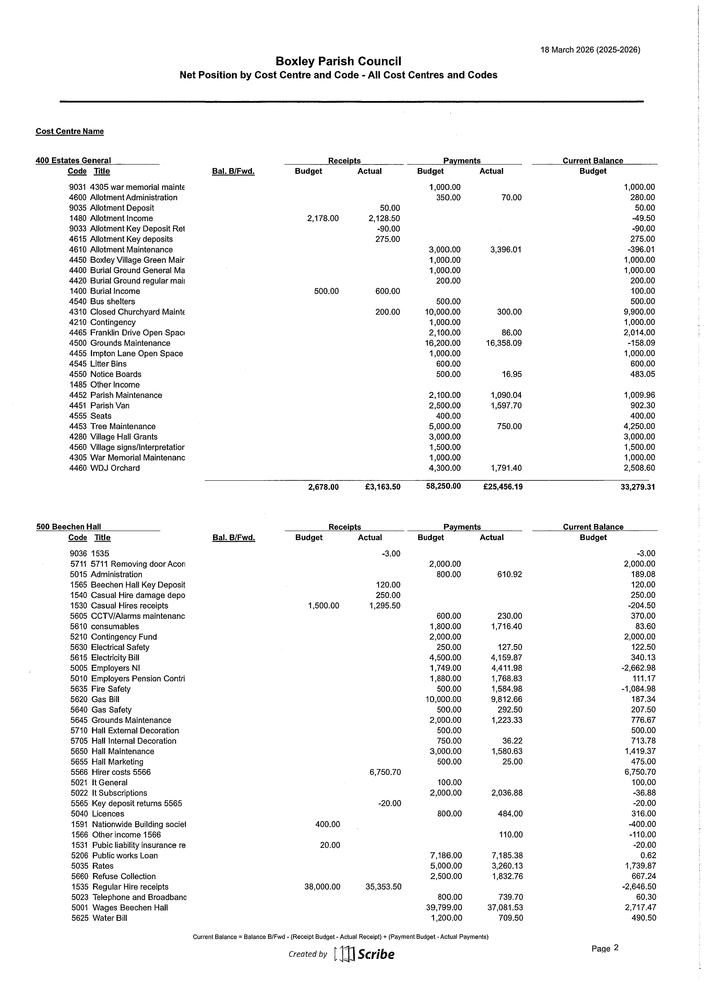 18 March 2026 (2025-2026)
Boxley Parish Council
Net Position by Cost Centre and Code - All Cost Centres and Codes
Cost Centre Name
400 Estates General Receipts Payments Current Balance
Code Title Bal. B/Fwd. Budget Actual Budget Actual Budget
9031 4305 war memorial mainte 1,000.00 1,000.00
4600 Allotment Administration 350.00 70.00 280.00
9035 Allotment Deposit 50.00 50.00
1480 Allotment Income 2,178.00 2,128.50 -49.50
9033 Allotment Key Deposit Ret -90.00 -90.00
4615 Allotment Key deposits 275.00 275.00
4610 Allotment Maintenance 3,000.00 3,396.01 -396.01
4450 Boxley Village Green Mair 1,000.00 1,000.00
4400 Burial Ground General Ma 1,000.00 1,000.00
4420 Burial Ground regular maii 200.00 200.00
1400 Burial Income 500.00 600.00 100.00
4540 Bus shelters 500.00 500.00
4310 Closed Churchyard Mainte 200.00 10,000.00 300.00 9,900.00
4210 Contingency 1,000.00 1,000.00
4465 Franklin Drive Open Spac 2,100.00 86.00 2,014.00
4500 Grounds Maintenance 16,200.00 16,358.09 -158.09
4455 Impton Lane Open Space 1,000.00 1,000.00
4545 Litter Bins 600.00 600.00
4550 Notice Boards 500.00 16.95 483.05
1485 Other Income
4452 Parish Maintenance 2,100.00 1,090.04 1,009.96
4451 Parish Van 2,500.00 1,597.70 902.30
4555 Seats 400.00 400.00
4453 Tree Maintenance 5,000.00 750.00 4,250.00
4280 Village Hall Grants 3,000.00 3,000.00
4560 Village signs/Interpretatior 1,500.00 1,500.00
4305 War Memorial Maintenanc 1,000.00 1,000.00
4460 WDJ Orchard 4,300.00 1,791.40 2,508.60
2,678.00 £3,163.50 58,250.00 £25,456.19 33,279.31
500 Beechen Hall Receipts Payments Current Balance
Code Title Bal. B/Fwd. Budget Actual Budget Actual Budget
9036 1535 -3.00 -3.00
5711 5711 Removing door Acorı 2,000.00 2,000.00
5015 Administration 800.00 610.92 189.08
1565 Beechen Hall Key Deposit 120.00 120.00
1540 Casual Hire damage depo 250.00 250.00
1530 Casual Hires receipts 1,500.00 1,295.50 -204.50
5605 CCTV/Alarms maintenanc 600.00 230.00 370.00
5610 consumables 1,800.00 1,716.40 83.60
5210 Contingency Fund 2,000.00 2,000.00
5630 Electrical Safety 250.00 127.50 122.50
5615 Electricity Bill 4,500.00 4,159.87 340.13
5005 Employers NI 1,749.00 4,411.98 -2,662.98
5010 Employers Pension Contri 1,880.00 1,768.83 111.17
5635 Fire Safety 500.00 1,584.98 -1,084.98
5620 Gas Bill 10,000.00 9,812.66 187.34
5640 Gas Safety 500.00 292.50 207.50
5645 Grounds Maintenance 2,000.00 1,223.33 776.67
5710 Hall External Decoration 500.00 500.00
5705 Hall Internal Decoration 750.00 36.22 713.78
5650 Hall Maintenance 3,000.00 1,580.63 1,419.37
5655 Hall Marketing 500.00 25.00 475.00
5566 Hirer costs 5566 6,750.70 6,750.70
5021 It General 100.00 100.00
5022 It Subscriptions 2,000.00 2,036.88 -36.88
5565 Key deposit returns 5565 -20.00 -20.00
5040 Licences 800.00 484.00 316.00
1591 Nationwide Building societ 400.00 -400.00
1566 Other income 1566 110.00 -110.00
1531 Pubic liability insurance re 20.00 -20.00
5206 Public works Loan 7,186.00 7,185.38 0.62
5035 Rates 5,000.00 3,260.13 1,739.87
5660 Refuse Collection 2,500.00 1,832.76 667.24
1535 Regular Hire receipts 38,000.00 35,353.50 -2,646.50
5023 Telephone and Broadbanc 800.00 739.70 60.30
5001 Wages Beechen Hall 39,799.00 37,081.53 2,717.47
5625 Water Bill 1,200.00 709.50 490.50
Current Balance = Balance B/Fwd - (Receipt Budget - Actual Receipt) + (Payment Budget - Actual Payments)
Created by Scribe
Page 2